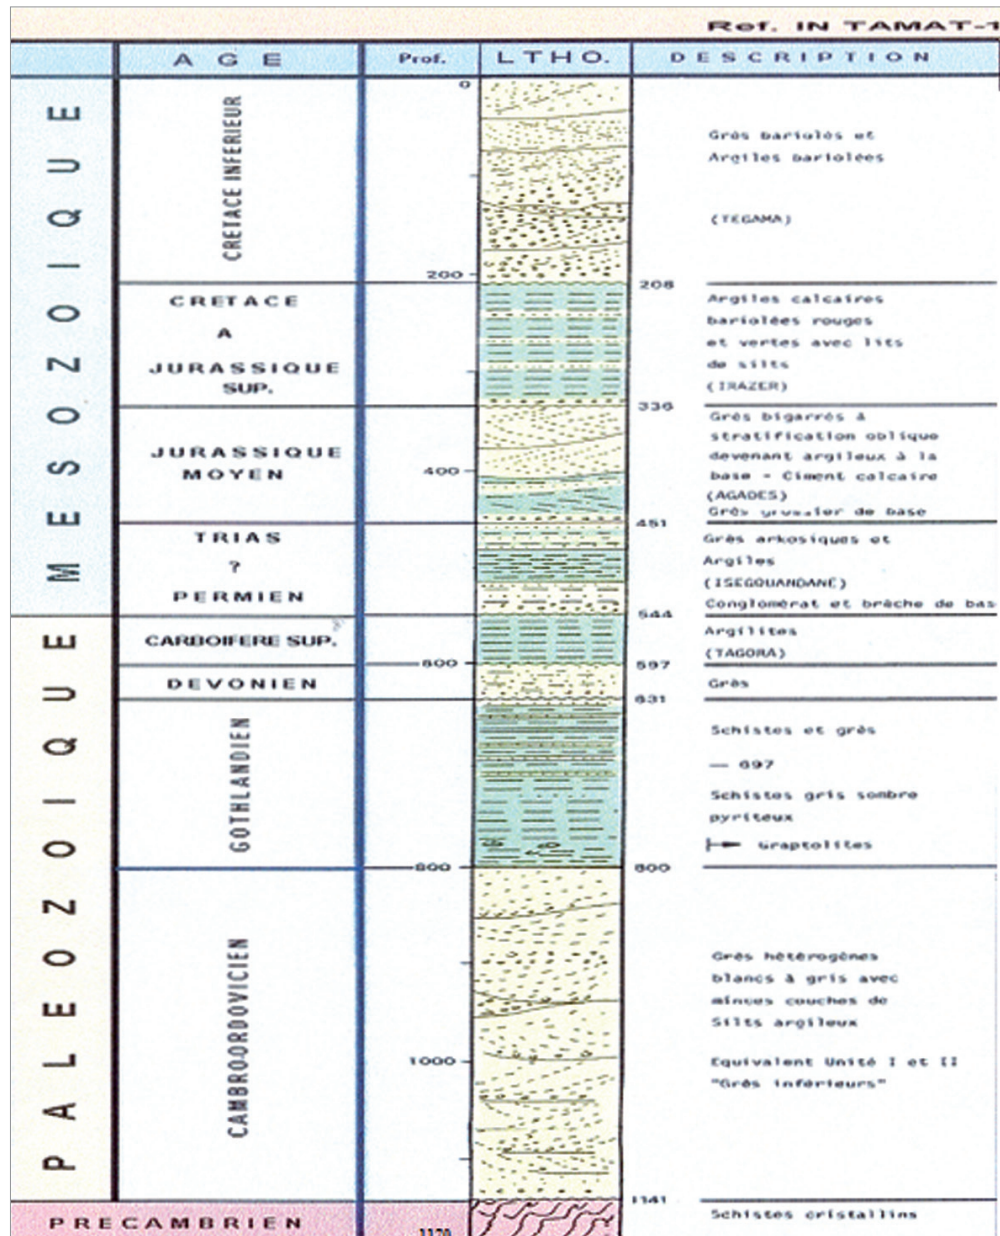 Ref. IN TAMAT-1
AGE Prof. LTHO. DESCRIPTION
MESOZOIQUE
PALEOZOIQUE
0
CRETACE INFERIEUR
Grès bariolés et
Argiles bariolées
(TEGAMA)
200
208
CRETACE
A
JURASSIQUE
SUP.
Argiles calcaires
bariolées rouges
et vertes avec lits
de silts
(IRAZER)
336
JURASSIQUE
MOYEN
400
Grès bigarrés à
stratification oblique
devenant argileux à la
base - Ciment calcaire
(AGADES)
Grès grossier de base
451
TRIAS
?
PERMIEN
Grès arkosiques et
Argiles
(ISEGOUANDANE)
Conglomérat et brèche de bas
544
CARBOIFERE SUP.
Argilites
(TAGORA)
600
597
DEVONIEN
Grès
631
GOTHLANDIEN
Schistes et grès
— 697
Schistes gris sombre
pyriteux
Graptolites
800
800
CAMBROORDOVICIEN
Grès hétérogènes
blancs à gris avec
minces couches de
Silts argileux
1000
Equivalent Unité I et II
"Grès inférieurs"
1141
PRECAMBRIEN
Schistes cristallins